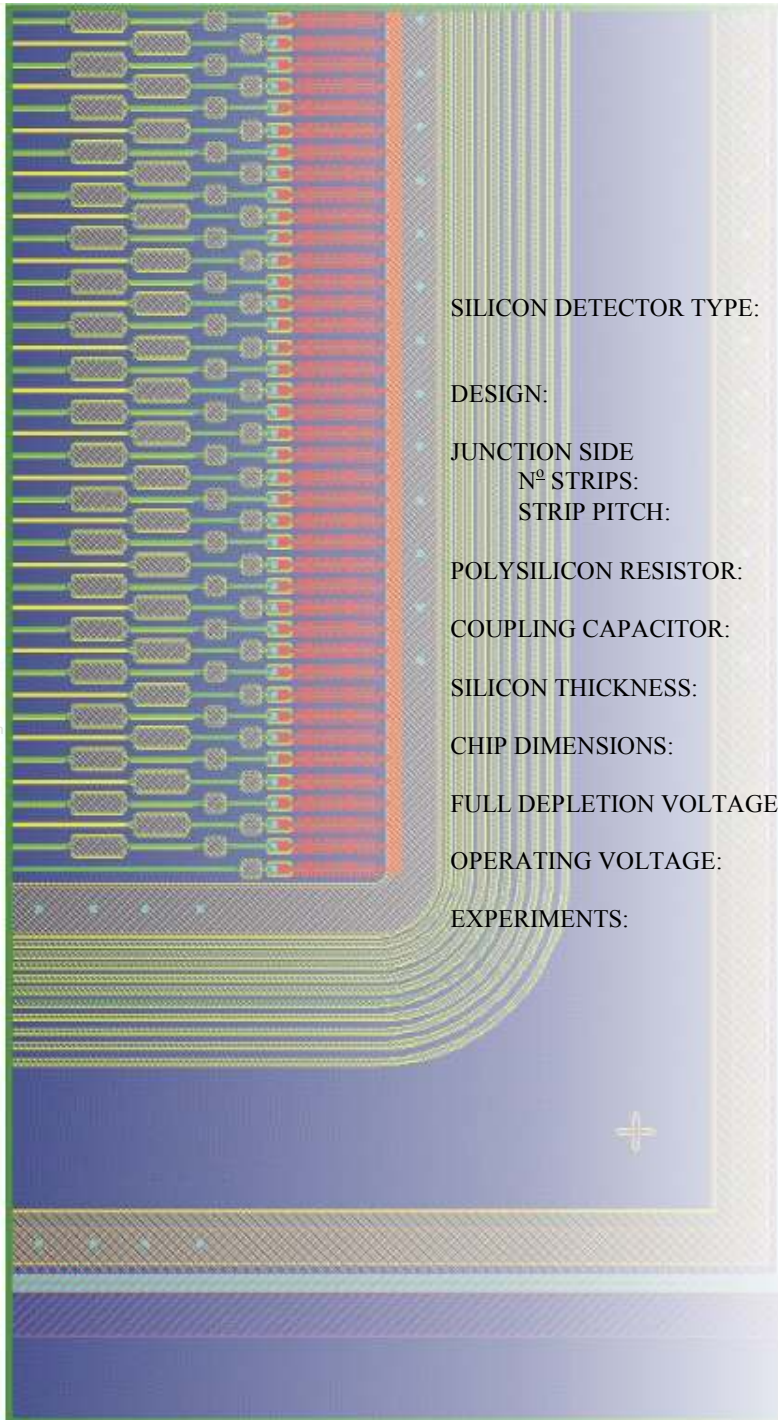 SILICON DETECTOR TYPE:
DESIGN:
JUNCTION SIDE
Nº STRIPS:
STRIP PITCH:
POLYSILICON RESISTOR:
COUPLING CAPACITOR:
SILICON THICKNESS:
CHIP DIMENSIONS:
FULL DEPLETION VOLTAGE
OPERATING VOLTAGE:
EXPERIMENTS: